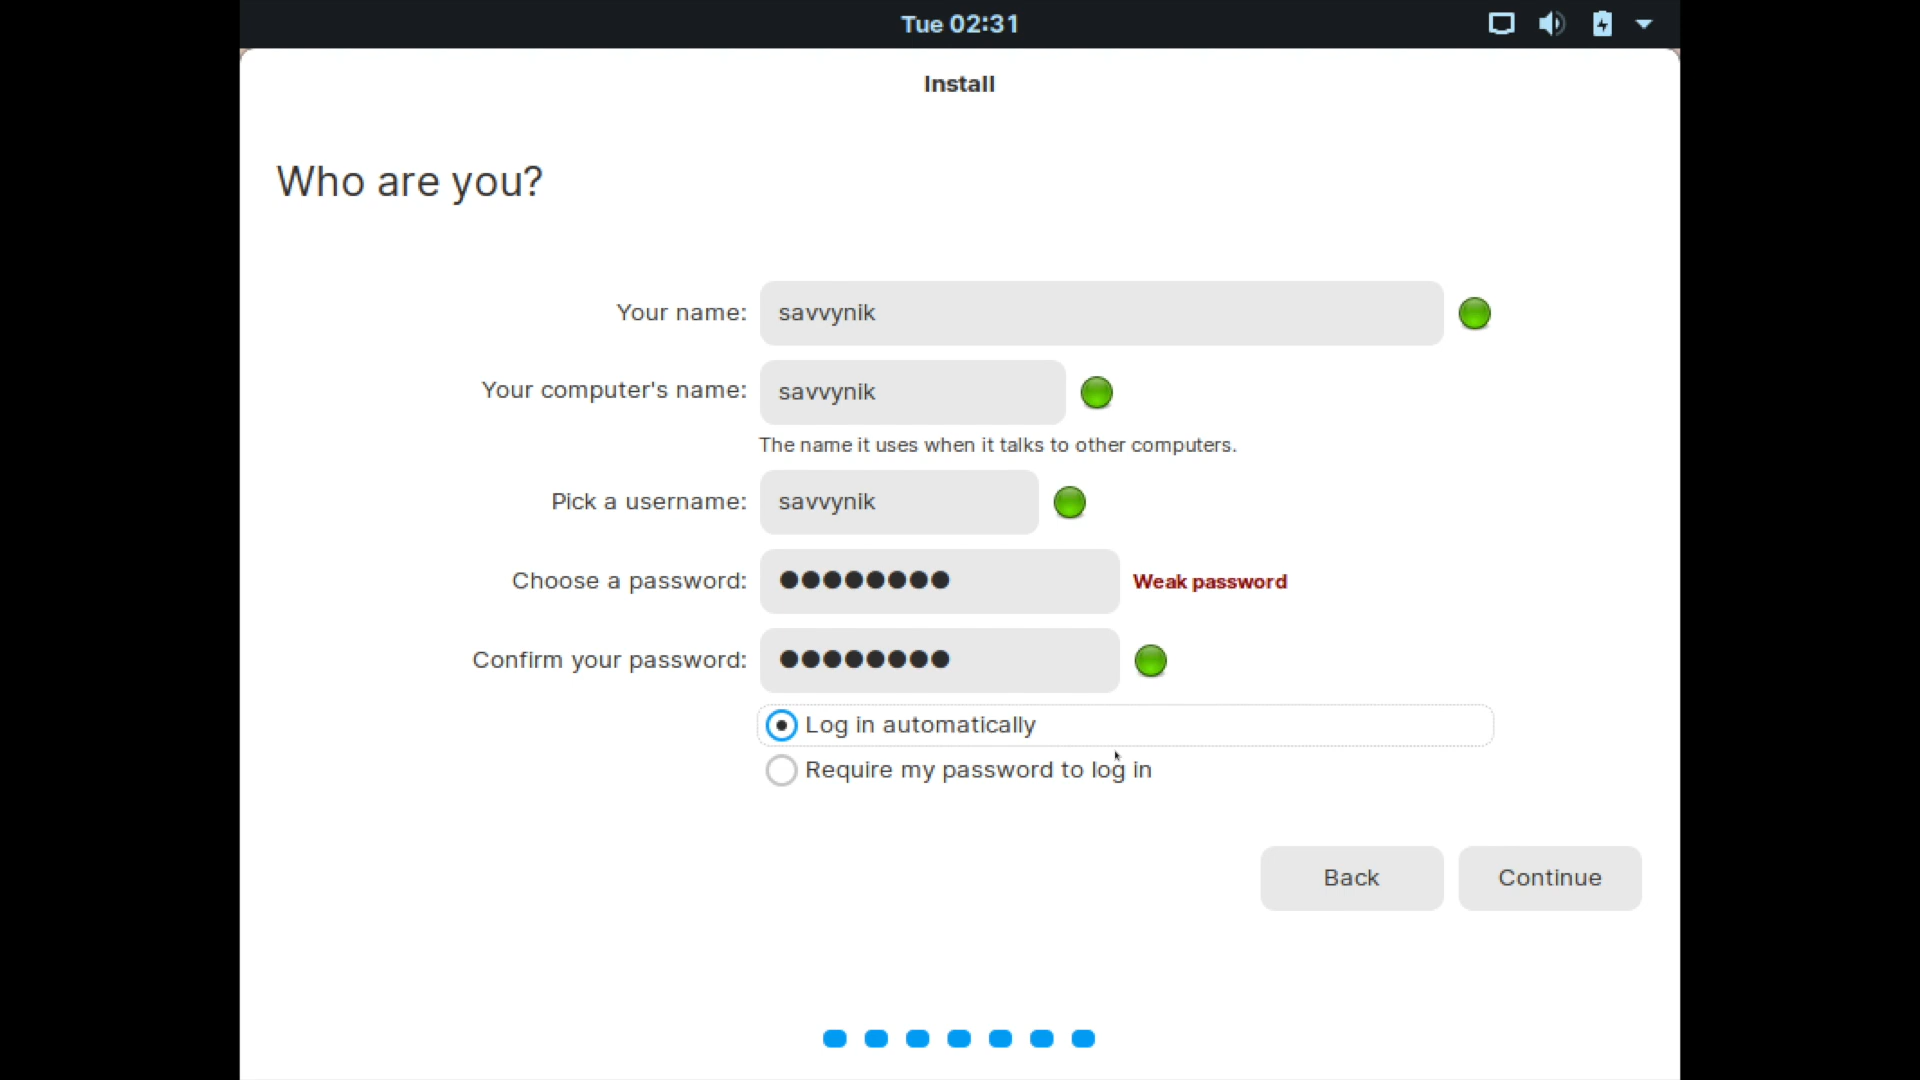 Tue 02:31
Install
Who are you?
Your name: savvynik
Your computer's name: savvynik
The name it uses when it talks to other computers.
Pick a username: savvynik
Choose a password: ●●●●●●●● Weak password
Confirm your password: ●●●●●●●●
Log in automatically
Require my password to log in
Back Continue